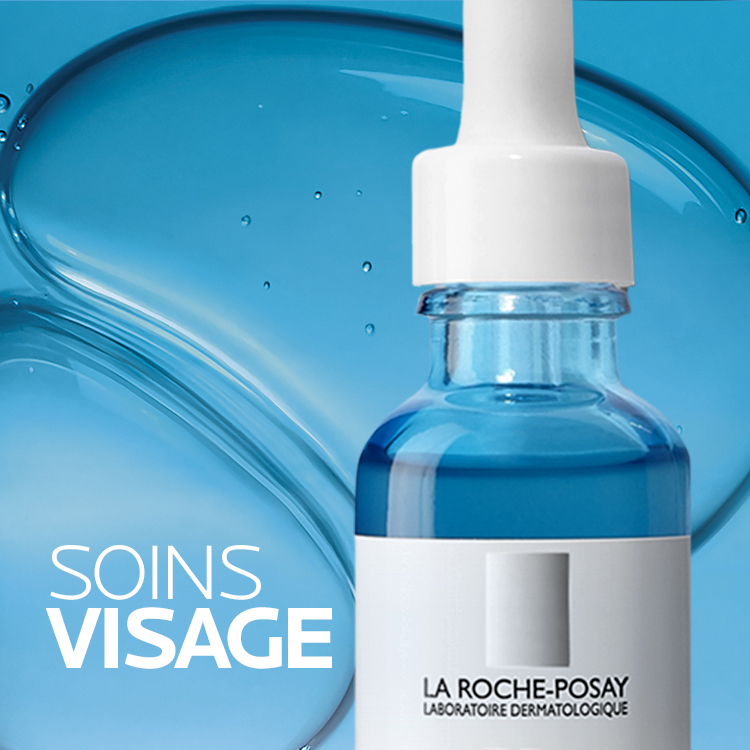 SOINS
VISAGE
LA ROCHE-POSAY
LABORATOIRE DERMATOLOGIQUE